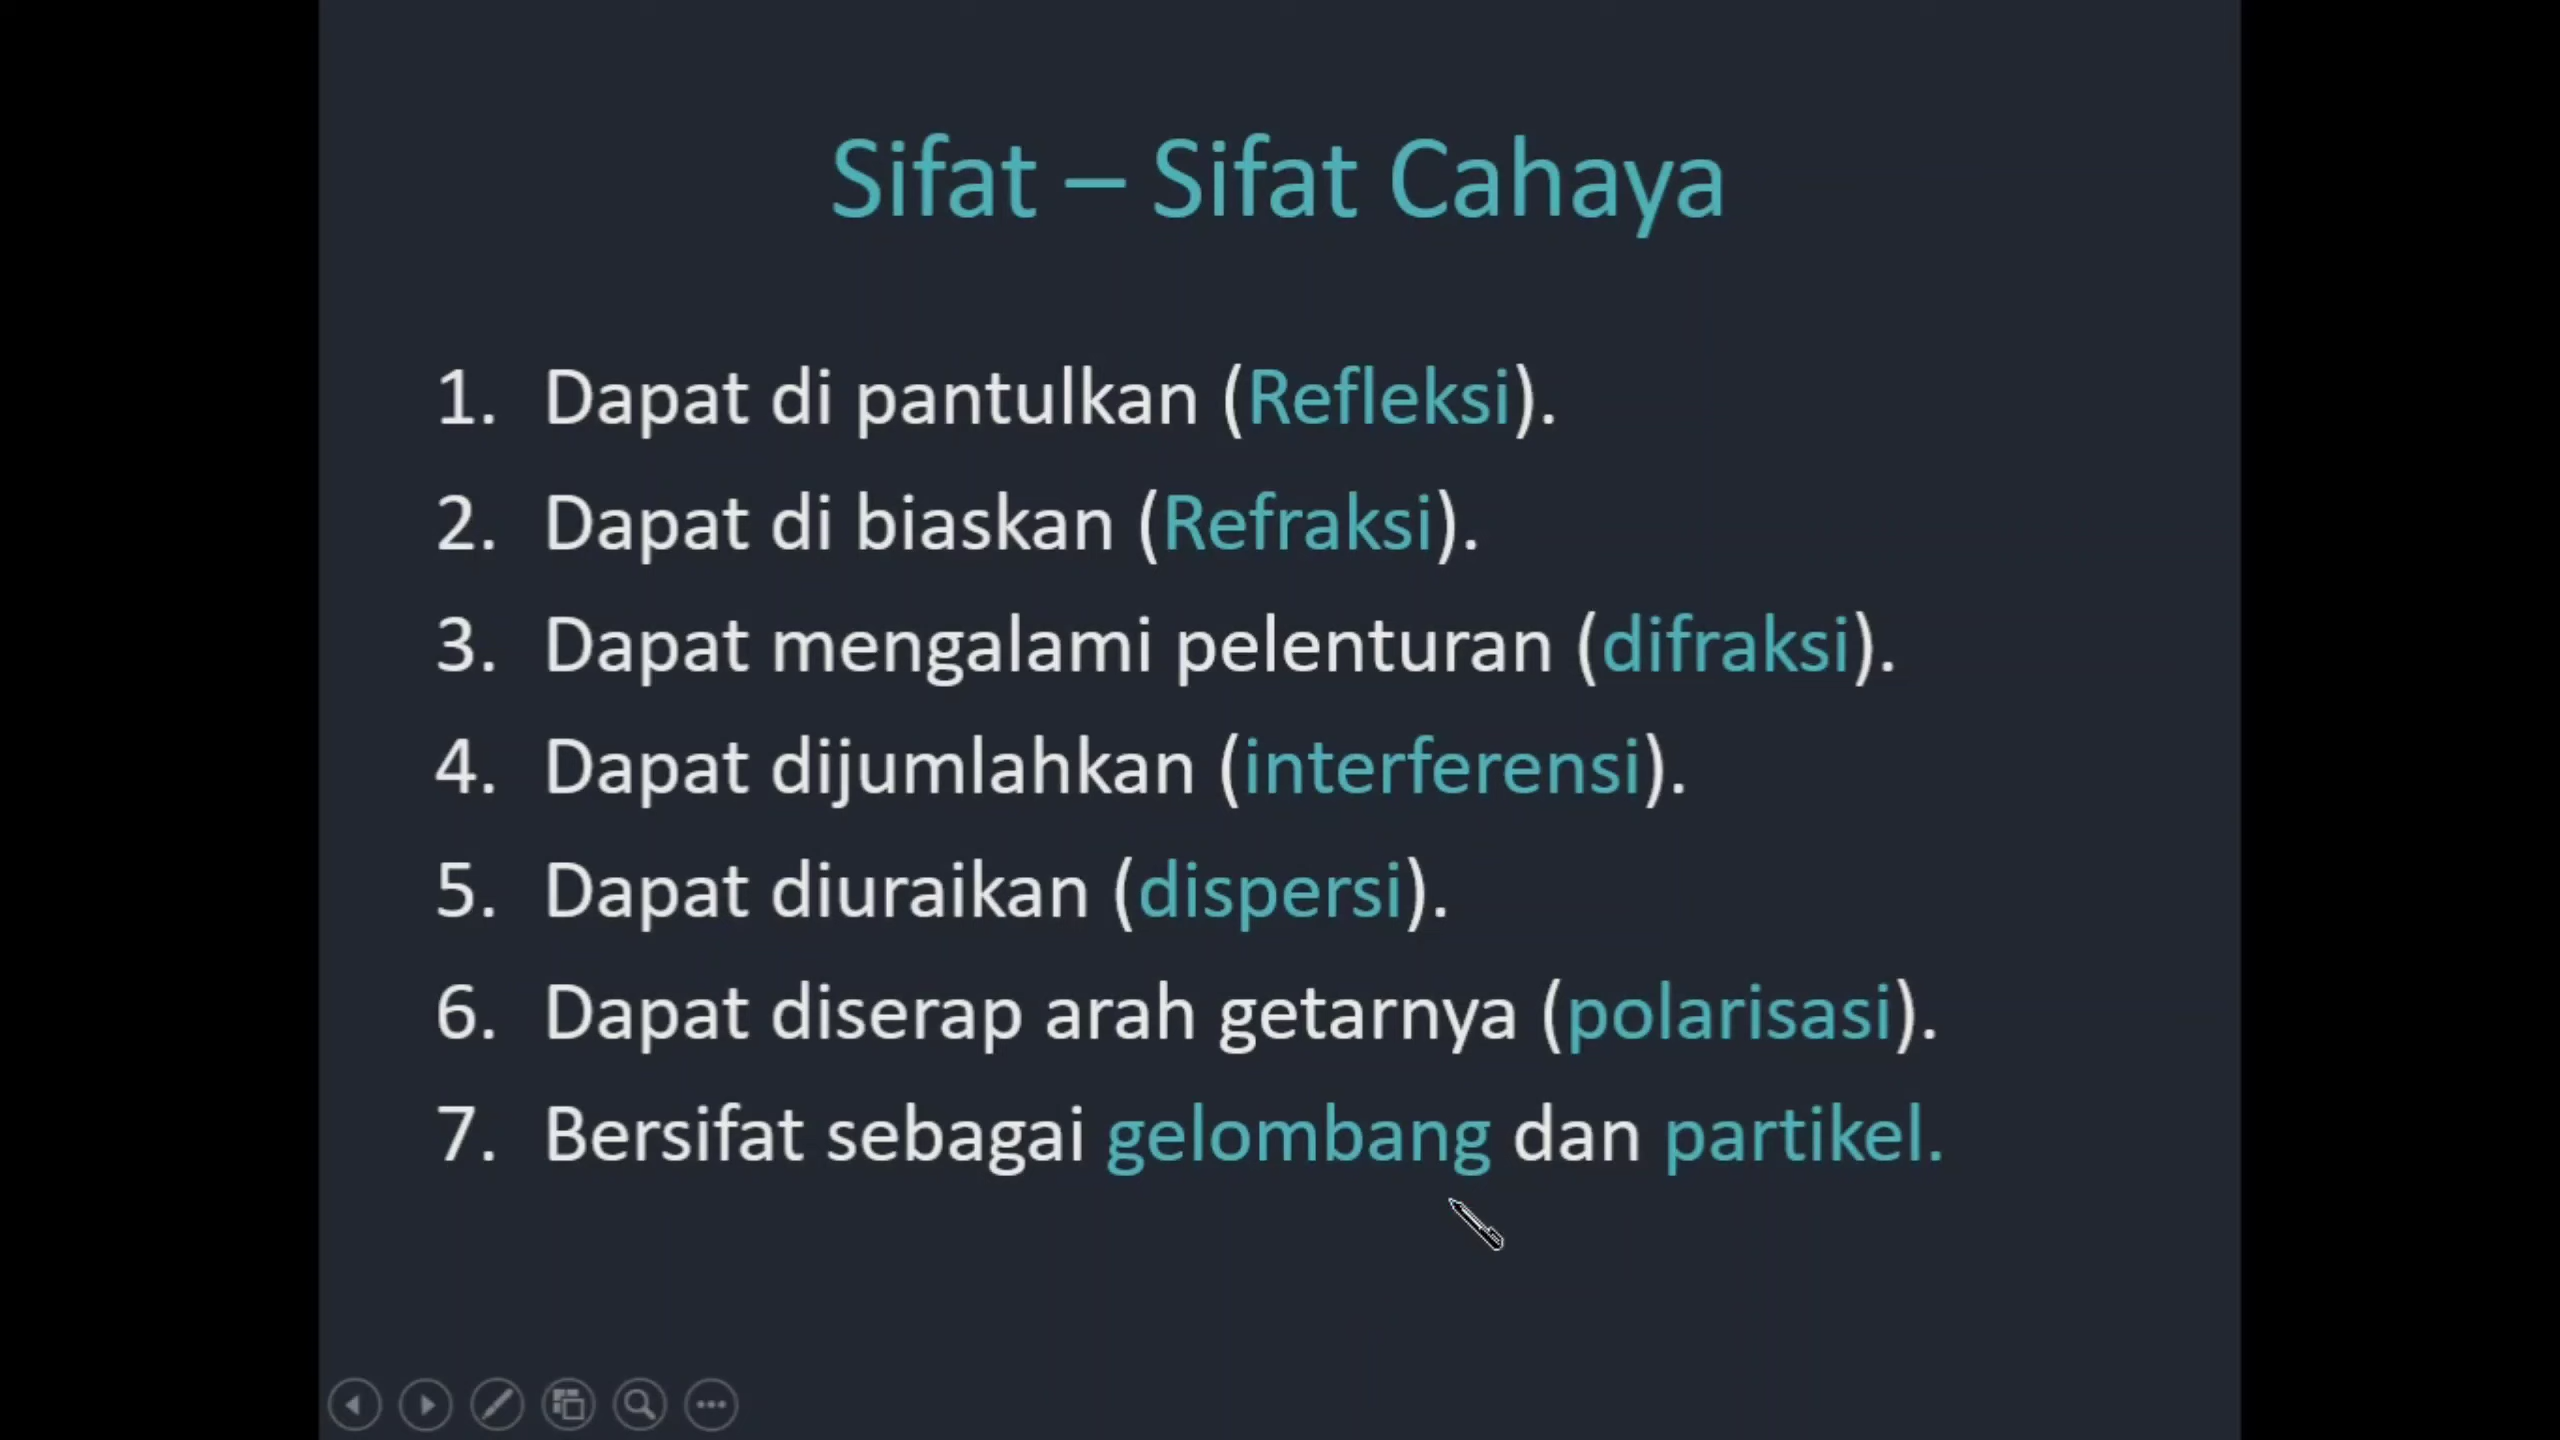 Sifat – Sifat Cahaya
1. Dapat di pantulkan (Refleksi).
2. Dapat di biaskan (Refraksi).
3. Dapat mengalami pelenturan (difraksi).
4. Dapat dijumlahkan (interferensi).
5. Dapat diuraikan (dispersi).
6. Dapat diserap arah getarnya (polarisasi).
7. Bersifat sebagai gelombang dan partikel.